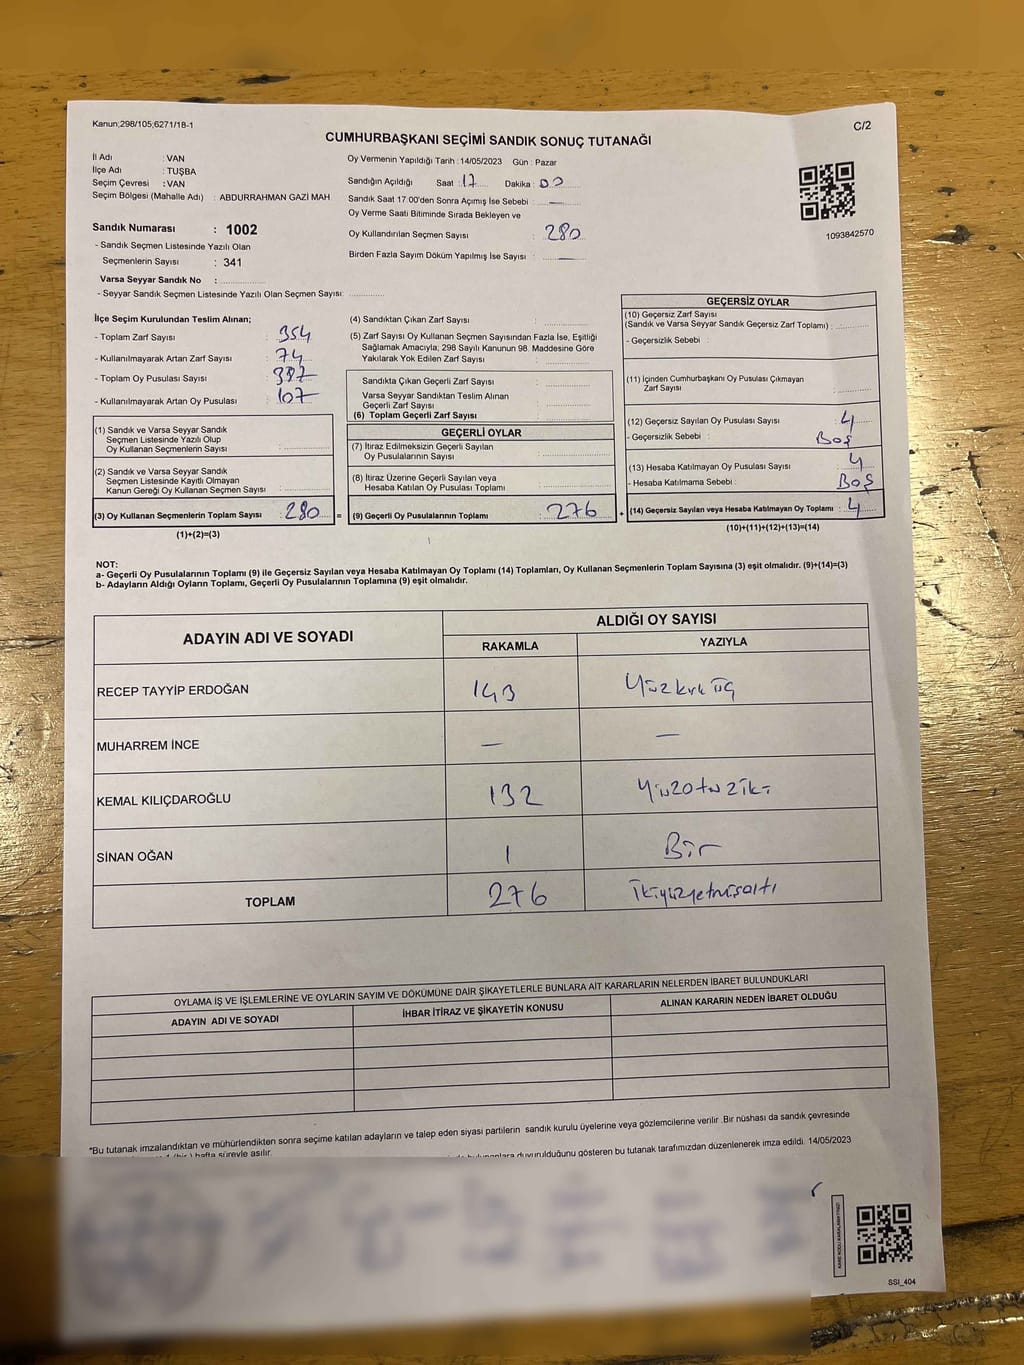 Kanun;298/105;6271/18-1
C/2
CUMHURBAŞKANI SEÇİMİ SANDIK SONUÇ TUTANAĞI
İl Adı : VAN
İlçe Adı : TUŞBA
Seçim Çevresi : VAN
Seçim Bölgesi (Mahalle Adı) : ABDURRAHMAN GAZİ MAH
Sandık Numarası : 1002
- Sandık Seçmen Listesinde Yazılı Olan
Seçmenlerin Sayısı : 341
Varsa Seyyar Sandık No :
- Seyyar Sandık Seçmen Listesinde Yazılı Olan Seçmen Sayısı:
Oy Vermenin Yapıldığı Tarih : 14/05/2023 Gün : Pazar
Sandığın Açıldığı Saat : 17 Dakika : 00
Sandık Saat 17.00'den Sonra Açımış İse Sebebi : —
Oy Verme Saati Bitiminde Sırada Bekleyen ve
Oy Kullandırılan Seçmen Sayısı : 280
Birden Fazla Sayım Döküm Yapılmış İse Sayısı : —
1093842570
İlçe Seçim Kurulundan Teslim Alınan;
- Toplam Zarf Sayısı : 354
- Kullanılmayarak Artan Zarf Sayısı : 74
- Toplam Oy Pusulası Sayısı : 387
- Kullanılmayarak Artan Oy Pusulası : 107
(4) Sandıktan Çıkan Zarf Sayısı :
(5) Zarf Sayısı Oy Kullanan Seçmen Sayısından Fazla İse, Eşitliği
Sağlamak Amacıyla, 298 Sayılı Kanunun 98. Maddesine Göre
Yakılarak Yok Edilen Zarf Sayısı :
Sandıkta Çıkan Geçerli Zarf Sayısı :
Varsa Seyyar Sandıktan Teslim Alınan
Geçerli Zarf Sayısı :
(6) Toplam Geçerli Zarf Sayısı :
GEÇERSİZ OYLAR
(10) Geçersiz Zarf Sayısı
(Sandık ve Varsa Seyyar Sandık Geçersiz Zarf Toplamı) :
- Geçersizlik Sebebi :
(11) İçinden Cumhurbaşkanı Oy Pusulası Çıkmayan
Zarf Sayısı :
(12) Geçersiz Sayılan Oy Pusulası Sayısı : 4
- Geçersizlik Sebebi : Boş
(13) Hesaba Katılmayan Oy Pusulası Sayısı : 4
- Hesaba Katılmama Sebebi : Boş
(14) Geçersiz Sayılan veya Hesaba Katılmayan Oy Toplamı : 4
(10)+(11)+(12)+(13)=(14)
(1) Sandık ve Varsa Seyyar Sandık
Seçmen Listesinde Yazılı Olup
Oy Kullanan Seçmenlerin Sayısı :
(2) Sandık ve Varsa Seyyar Sandık
Seçmen Listesinde Kayıtlı Olmayan
Kanun Gereği Oy Kullanan Seçmen Sayısı :
(3) Oy Kullanan Seçmenlerin Toplam Sayısı : 280 =
(1)+(2)=(3)
GEÇERLİ OYLAR
(7) İtiraz Edilmeksizin Geçerli Sayılan
Oy Pusulalarının Sayısı :
(8) İtiraz Üzerine Geçerli Sayılan veya
Hesaba Katılan Oy Pusulası Toplamı :
(9) Geçerli Oy Pusulalarının Toplamı : 276 +
NOT:
a- Geçerli Oy Pusulalarının Toplamı (9) ile Geçersiz Sayılan veya Hesaba Katılmayan Oy Toplamı (14) Toplamları, Oy Kullanan Seçmenlerin Toplam Sayısına (3) eşit olmalıdır. (9)+(14)=(3)
b- Adayların Aldığı Oyların Toplamı, Geçerli Oy Pusulalarının Toplamına (9) eşit olmalıdır.
ADAYIN ADI VE SOYADI
ALDIĞI OY SAYISI
RAKAMLA YAZIYLA
RECEP TAYYİP ERDOĞAN 143 Yüzkırküç
MUHARREM İNCE — —
KEMAL KILIÇDAROĞLU 132 Yüzotuziki
SİNAN OĞAN 1 Bir
TOPLAM 276 İkiyüzyetmişaltı
OYLAMA İŞ VE İŞLEMLERİNE VE OYLARIN SAYIM VE DÖKÜMÜNE DAİR ŞİKAYETLERLE BUNLARA AİT KARARLARIN NELERDEN İBARET BULUNDUKLARI
ADAYIN ADI VE SOYADI İHBAR İTİRAZ VE ŞİKAYETİN KONUSU ALINAN KARARIN NEDEN İBARET OLDUĞU
*Bu tutanak imzalandıktan ve mühürlendikten sonra seçime katılan adayların ve talep eden siyasi partilerin sandık kurulu üyelerine veya gözlemcilerine verilir .Bir nüshası da sandık çevresinde
hafta süreyle asılır. duyurulduğunu gösteren bu tutanak tarafımızdan düzenlenerek imza edildi. 14/05/2023
SSI_404